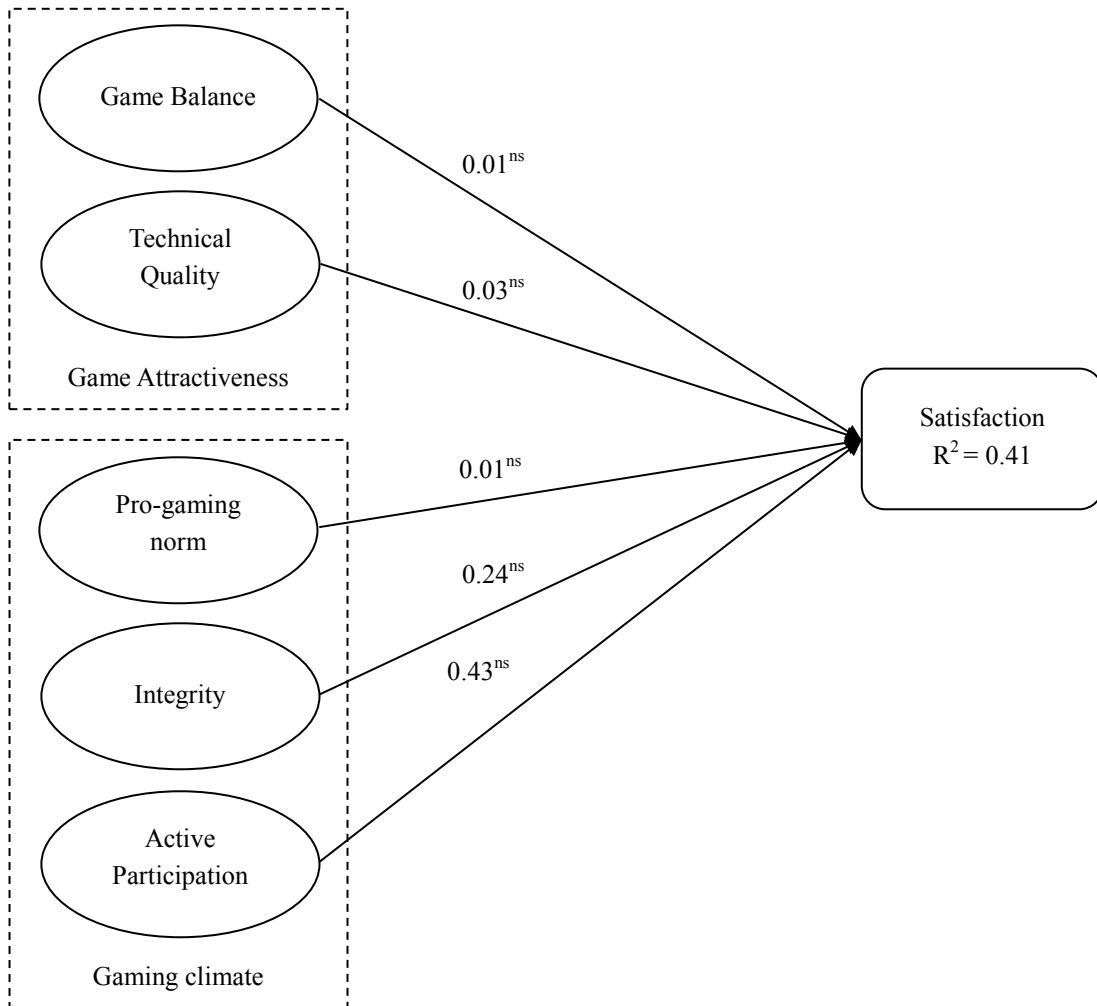 Game Balance
0.01ns
Technical
Quality
0.03ns
Game Attractiveness
Satisfaction
R2 = 0.41
Pro-gaming
norm
0.01ns
0.24ns
Integrity
0.43ns
Active
Participation
Gaming climate